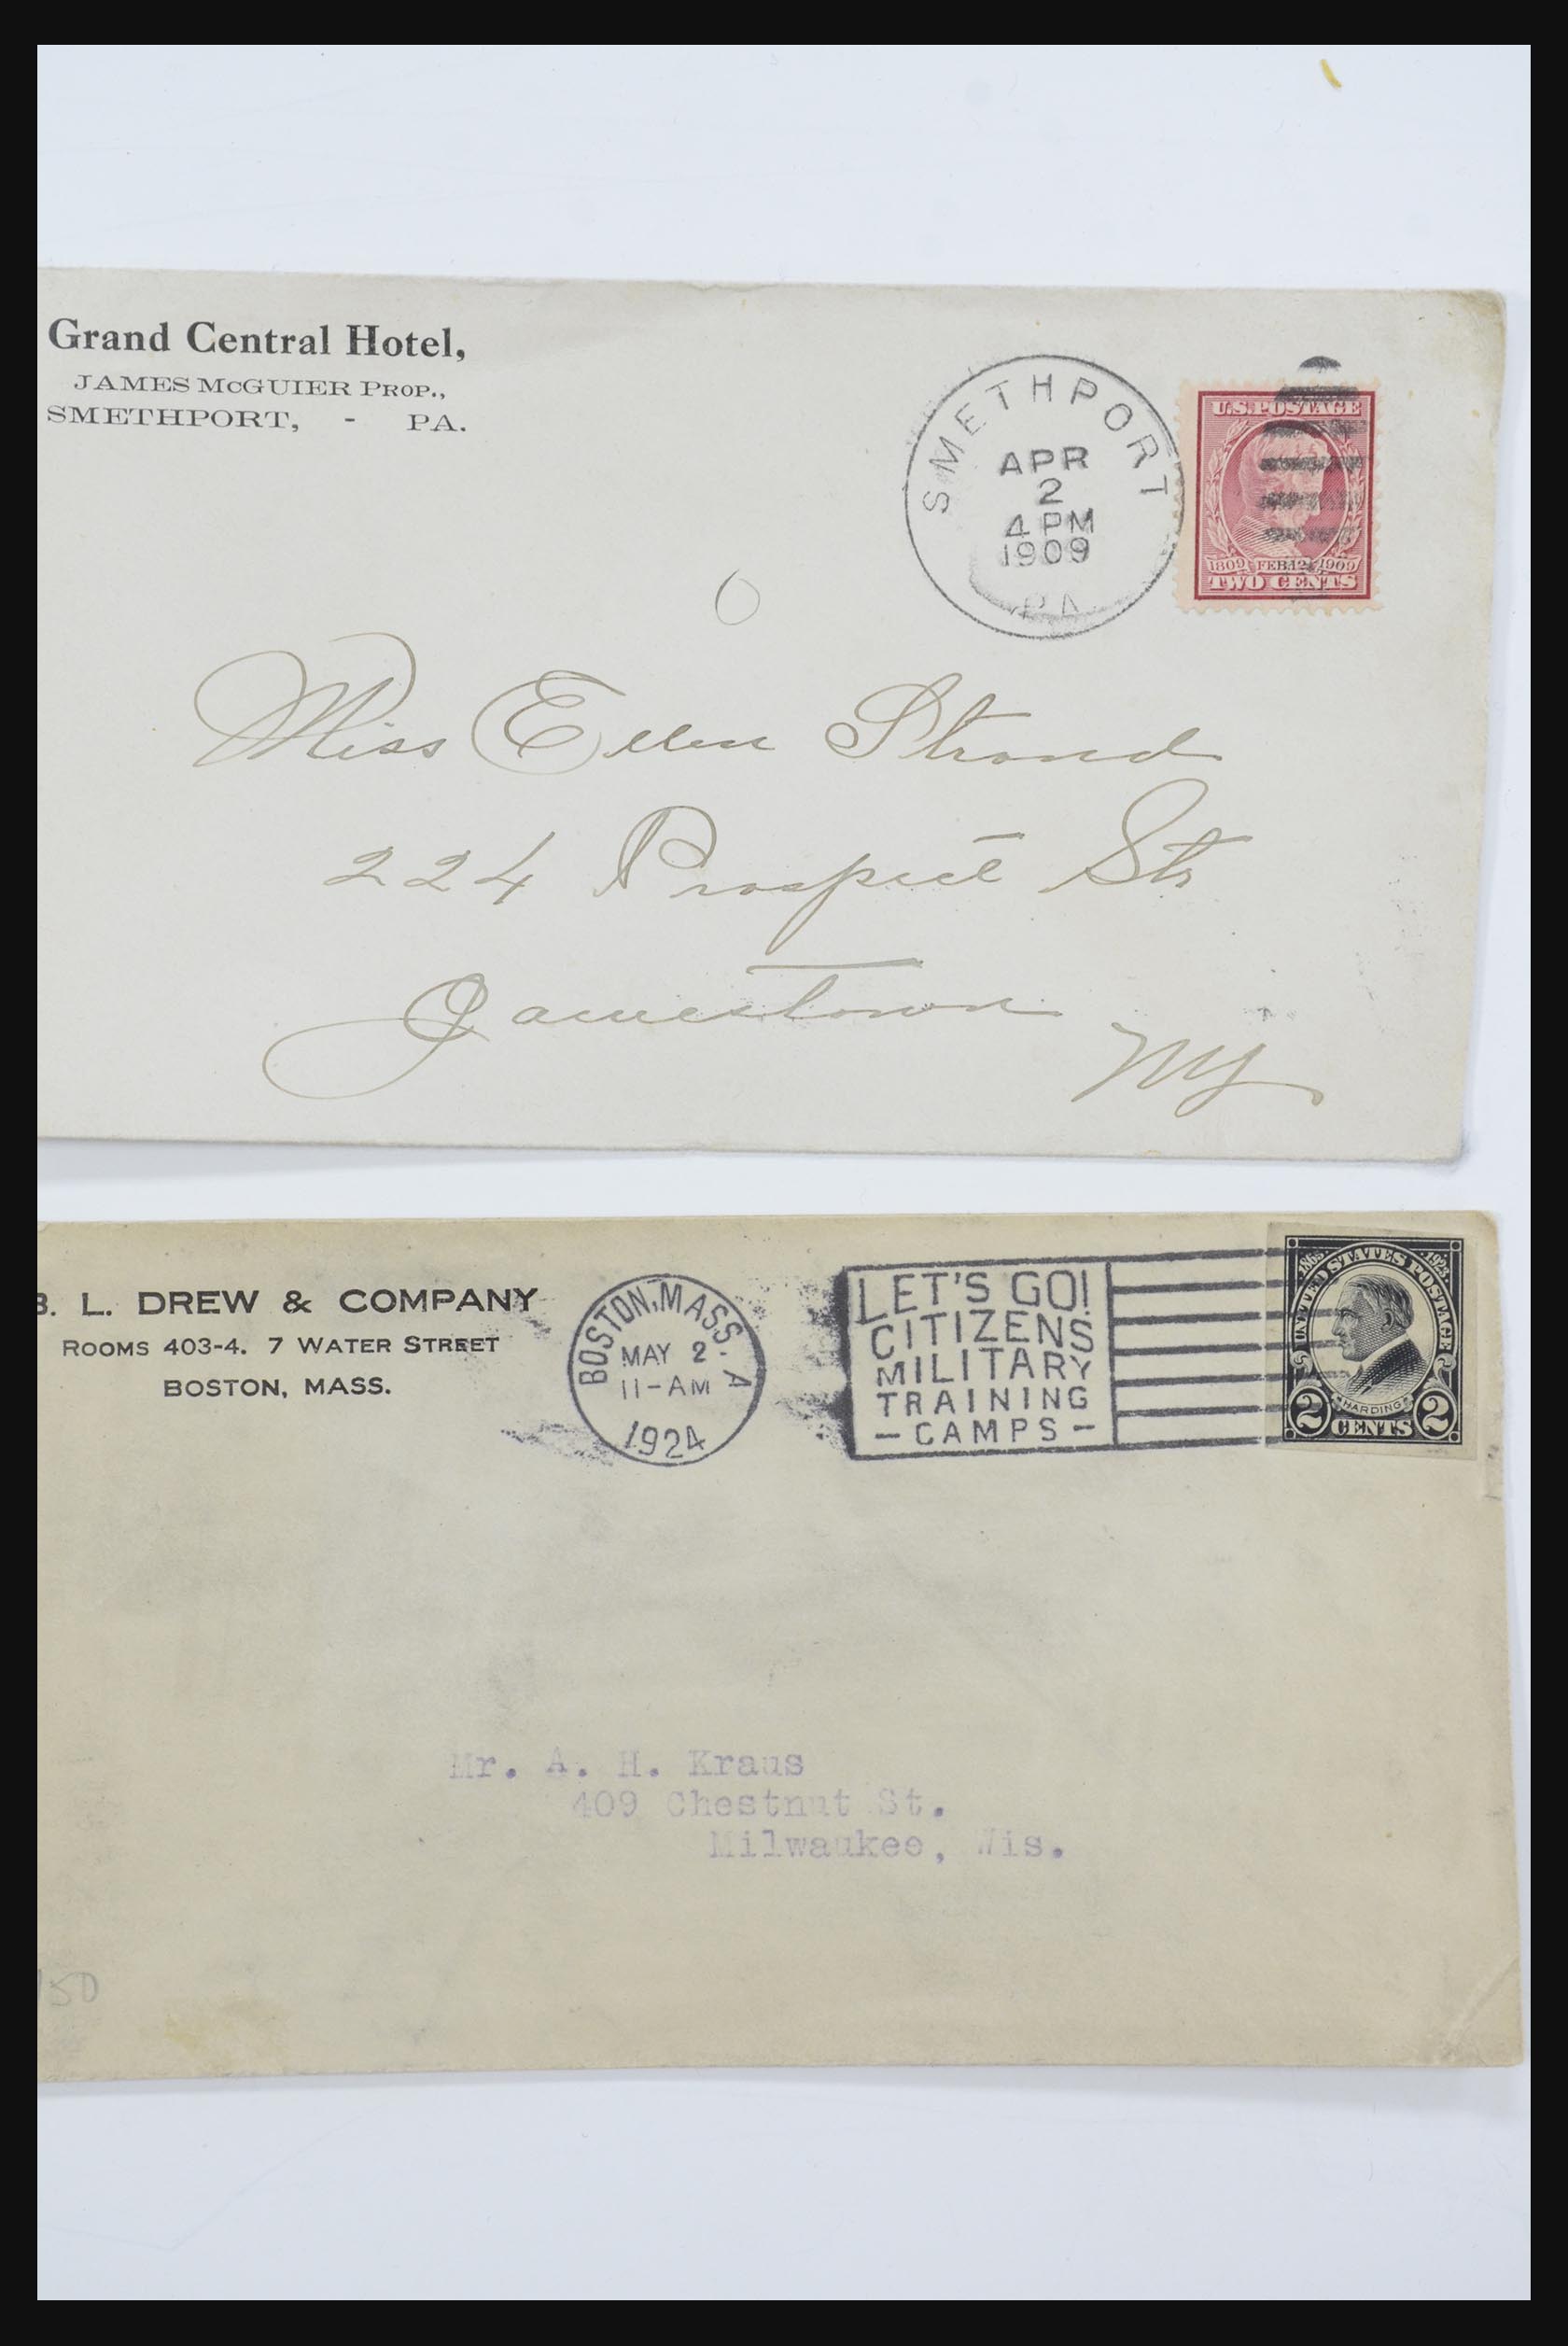 Grand Central Hotel,
JAMES McGUIER PROP.,
SMETHPORT, - PA.
SMETHPORT
APR
2
4 PM
1909
PA
U.S. POSTAGE
1809 FEB.12. 1909
TWO CENTS
Miss Ellen Strand
224 Prospect Str
Jamestown
NY
B. L. DREW & COMPANY
ROOMS 403-4. 7 WATER STREET
BOSTON, MASS.
BOSTON, MASS. A
MAY 2-
11-AM
1924
LET'S GO!
CITIZENS
MILITARY
TRAINING
- CAMPS -
1865 UNITED STATES POSTAGE 1923
HARDING
2 CENTS 2
Mr. A. H. Kraus
409 Chestnut St.
Milwaukee, Wis.
150